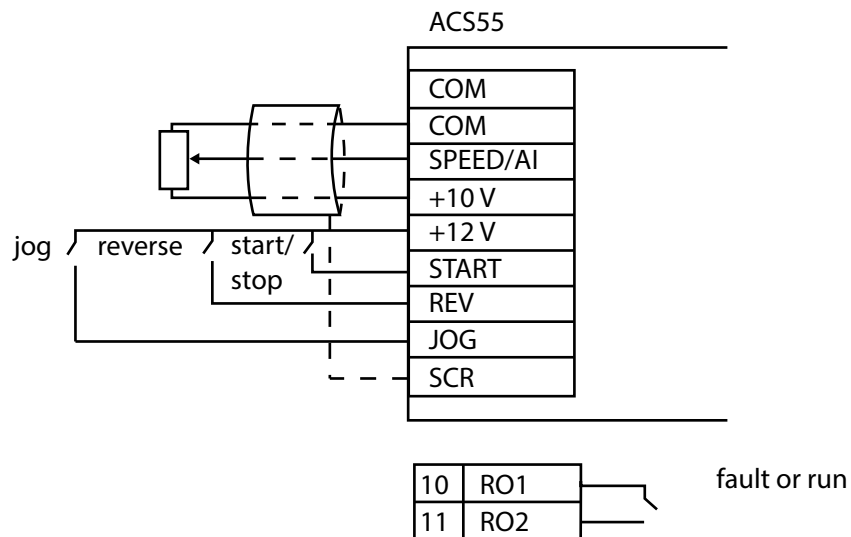 ACS55
COM
COM
SPEED/AI
+10 V
+12 V
jog reverse start/
stop
START
REV
JOG
SCR
10 RO1
11 RO2
fault or run